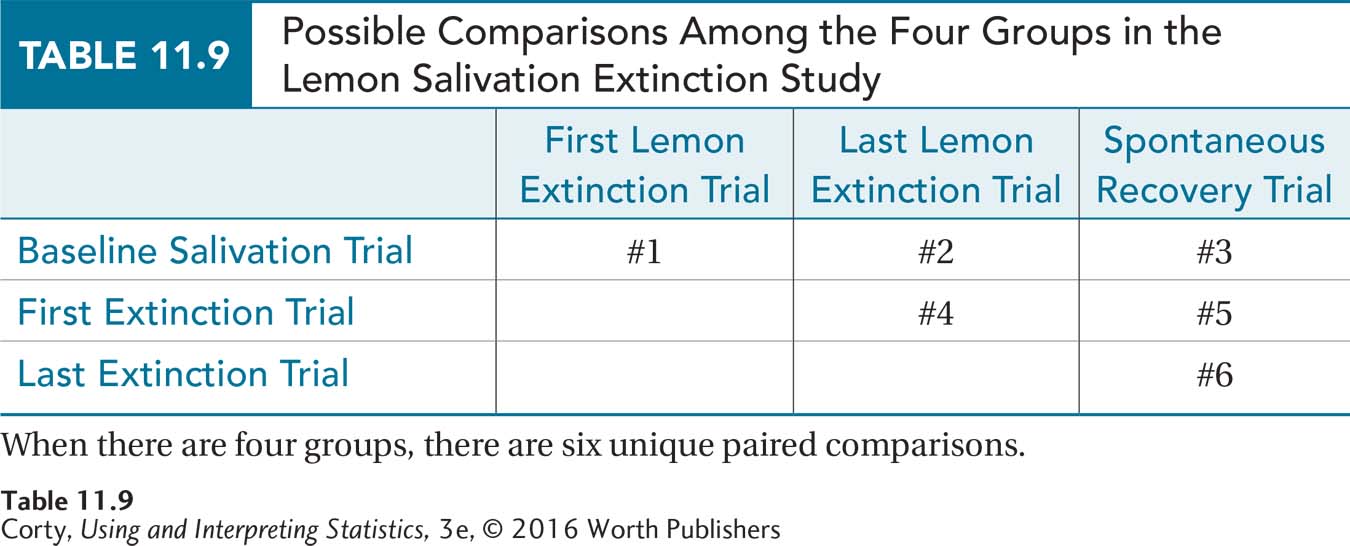 TABLE 11.9
Possible Comparisons Among the Four Groups in the
Lemon Salivation Extinction Study
First Lemon
Extinction Trial
Last Lemon
Extinction Trial
Spontaneous
Recovery Trial
Baseline Salivation Trial #1 #2 #3
First Extinction Trial #4 #5
Last Extinction Trial #6
When there are four groups, there are six unique paired comparisons.
Table 11.9
Corty, Using and Interpreting Statistics, 3e, © 2016 Worth Publishers